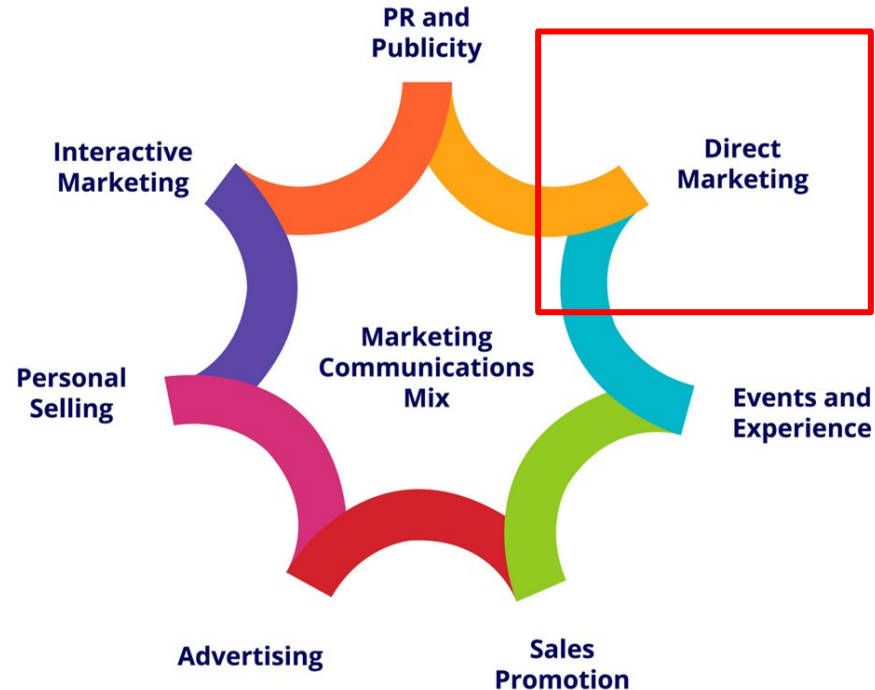 PR and
Publicity
Direct
Marketing
Interactive
Marketing
Marketing
Communications
Mix
Personal
Selling
Events and
Experience
Advertising
Sales
Promotion